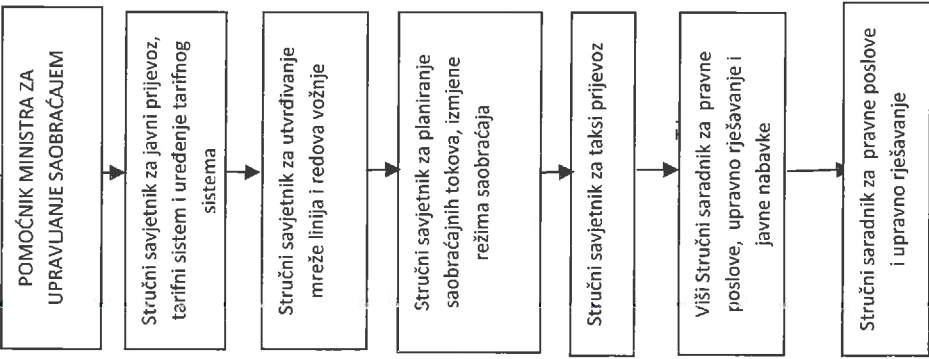 POMOĆNIK MINISTRA ZA
UPRAVLJANJE SAOBRAĆAJEM
Stručni savjetnik za javni prijevoz,
tarifni sistem i uređenje tarifnog
sistema
Stručni savjetnik za utvrđivanje
mreže linija i redova vožnje
Stručni savjetnik za planiranje
saobraćajnih tokova, izmjene
režima saobraćaja
Stručni savjetnik za taksi prijevoz
Viši Stručni saradnik za pravne
poslove, upravno rješavanje i
javne nabavke
Stručni saradnik za pravne poslove
i upravno rješavanje